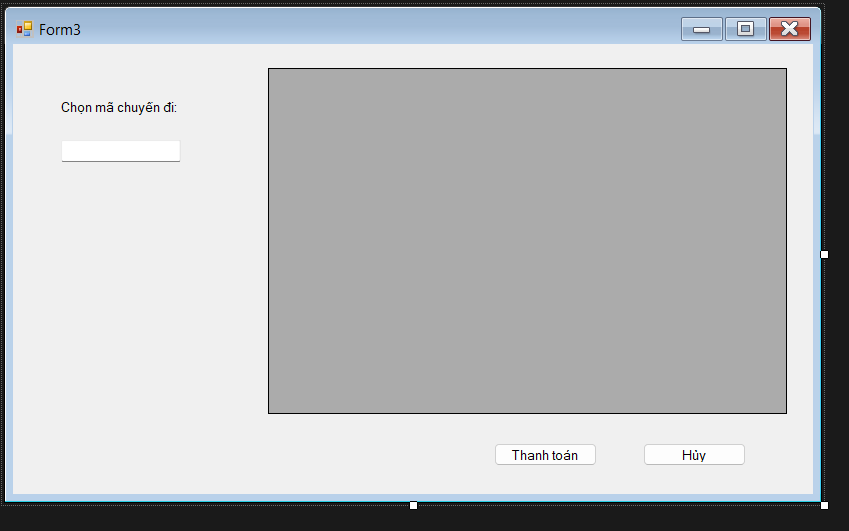 Form3
Chọn mã chuyến đi:
Thanh toán
Hủy